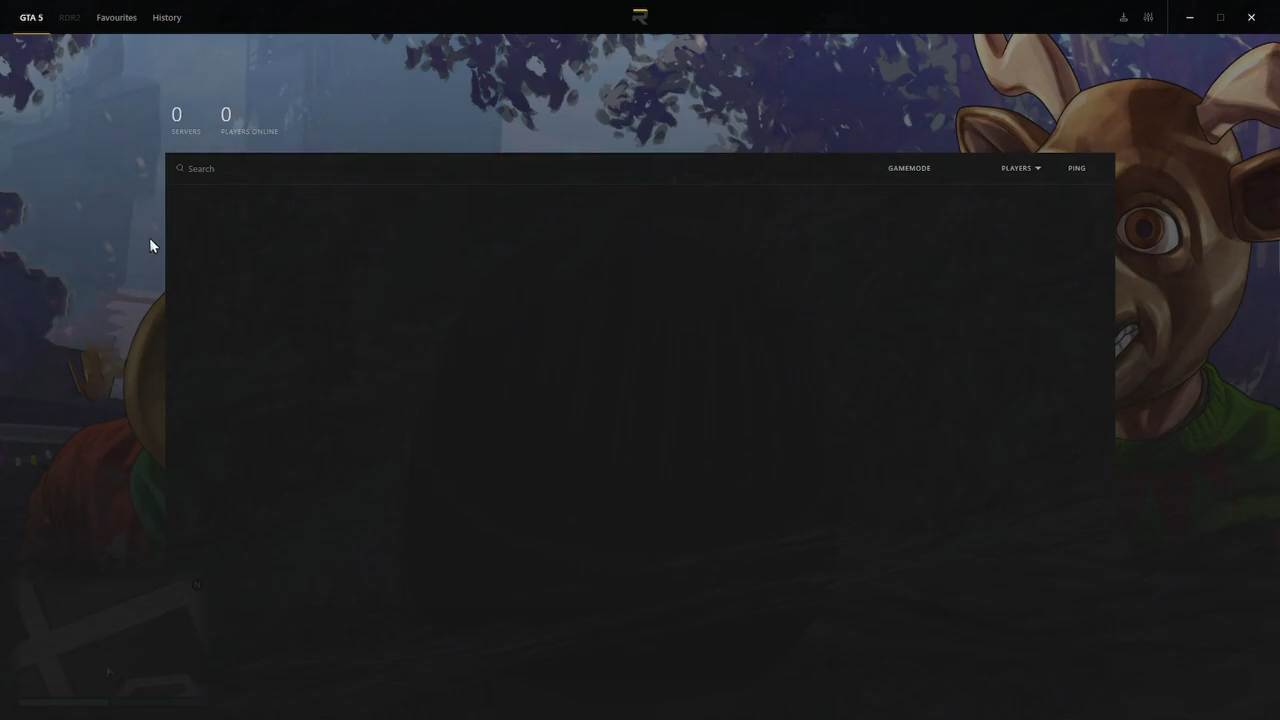 GTA 5 RDR2 Favourites History
0 0
SERVERS PLAYERS ONLINE
Search GAMEMODE PLAYERS PING
N